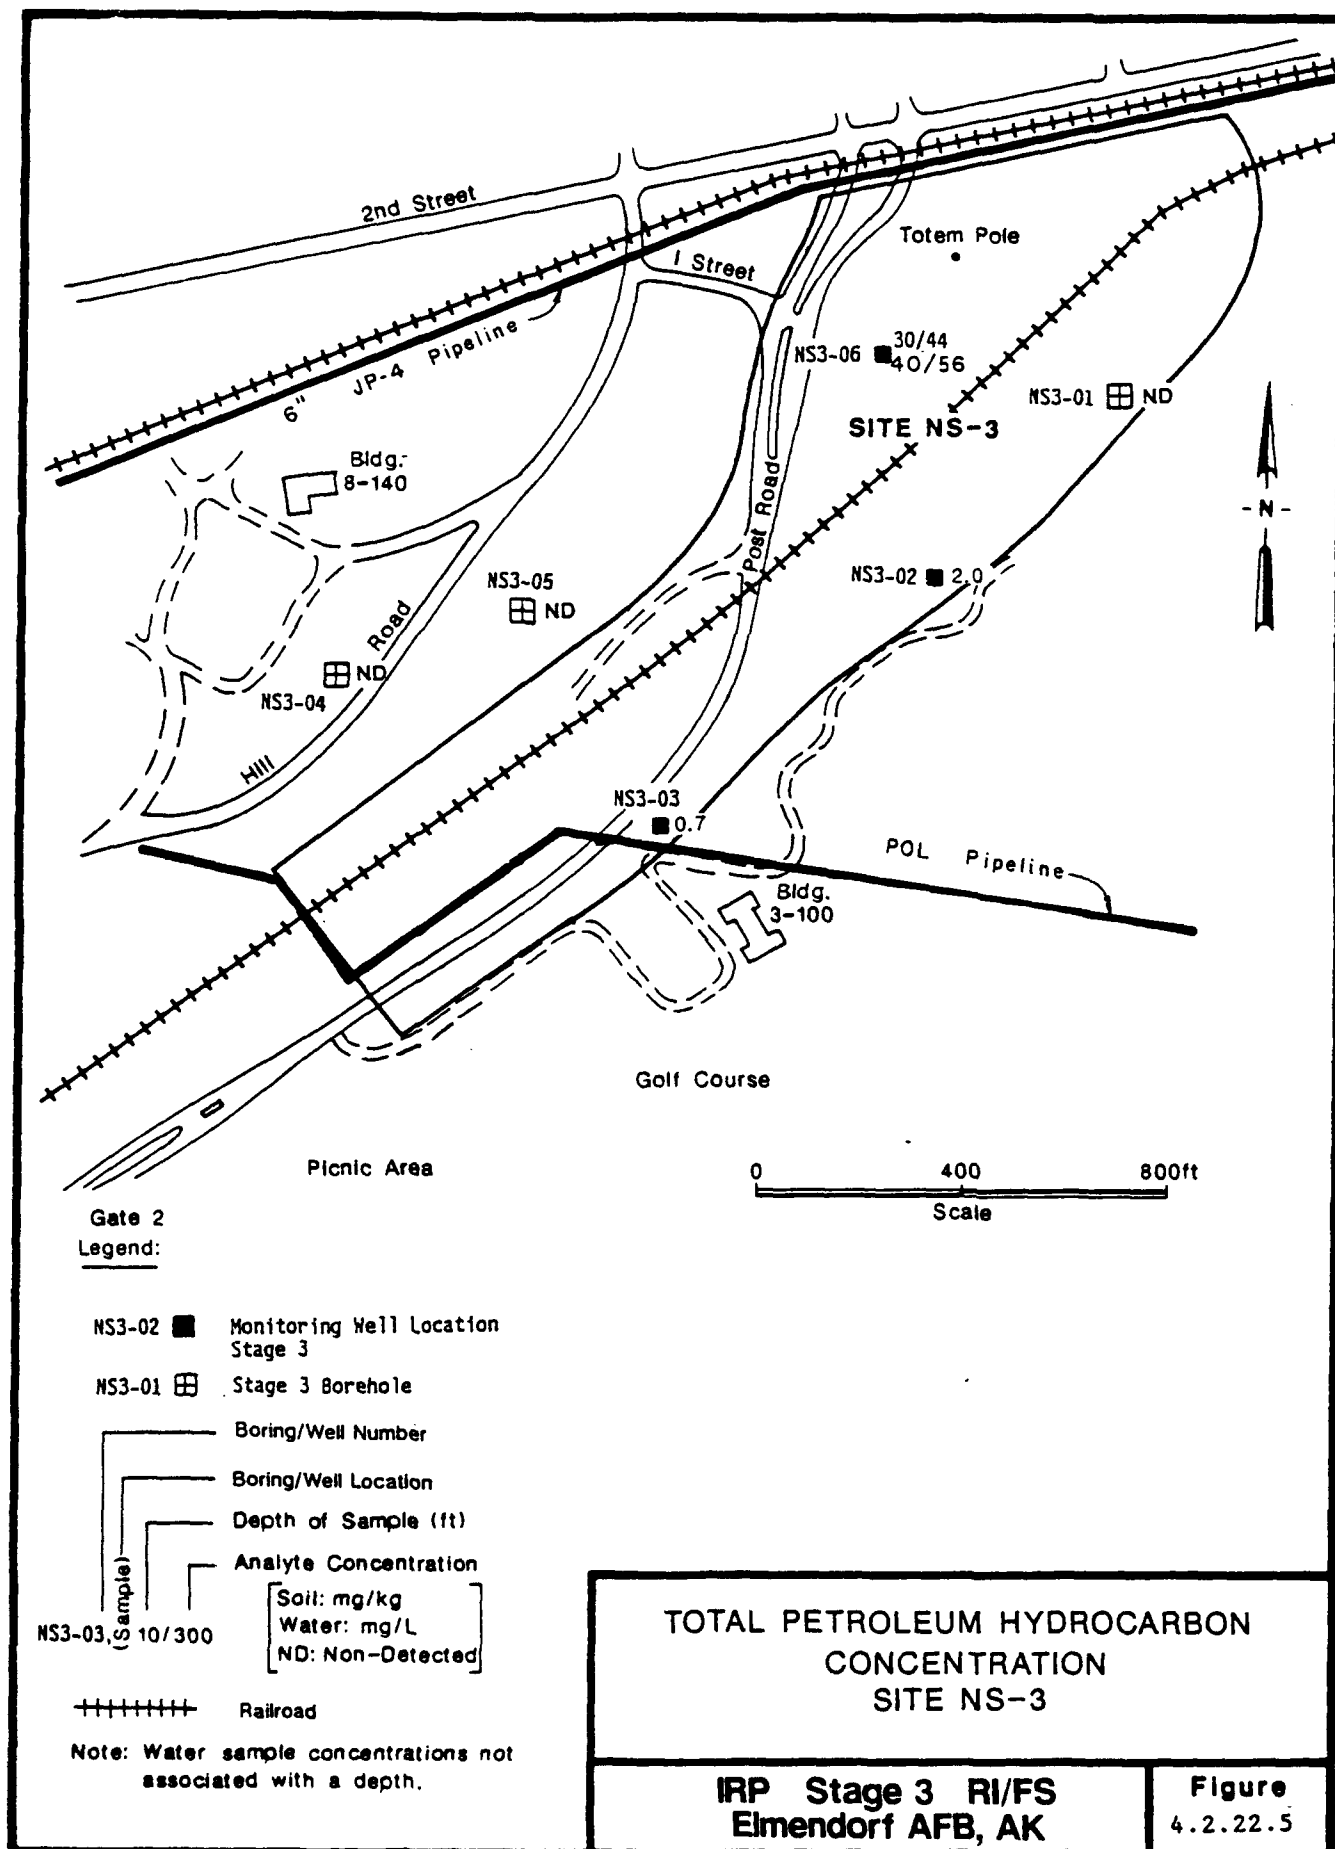 2nd Street
I Street
Totem Pole
6" JP-4 Pipeline
NS3-06 30/44
40/56
NS3-01 ND
SITE NS-3
Bldg.
8-140
- N -
Post Road
NS3-05
ND
NS3-02 2.0
Hill Road
ND
NS3-04
NS3-03
0.7
POL Pipeline
Bldg.
3-100
Golf Course
Picnic Area
0 400 800ft
Scale
Gate 2
Legend:
NS3-02 Monitoring Well Location
Stage 3
NS3-01 Stage 3 Borehole
Boring/Well Number
Boring/Well Location
Depth of Sample (ft)
Analyte Concentration
Soil: mg/kg
Water: mg/L
ND: Non-Detected
NS3-03, (Sample) 10/300
Railroad
Note: Water sample concentrations not
associated with a depth.
TOTAL PETROLEUM HYDROCARBON
CONCENTRATION
SITE NS-3
IRP Stage 3 RI/FS
Elmendorf AFB, AK
Figure
4.2.22.5